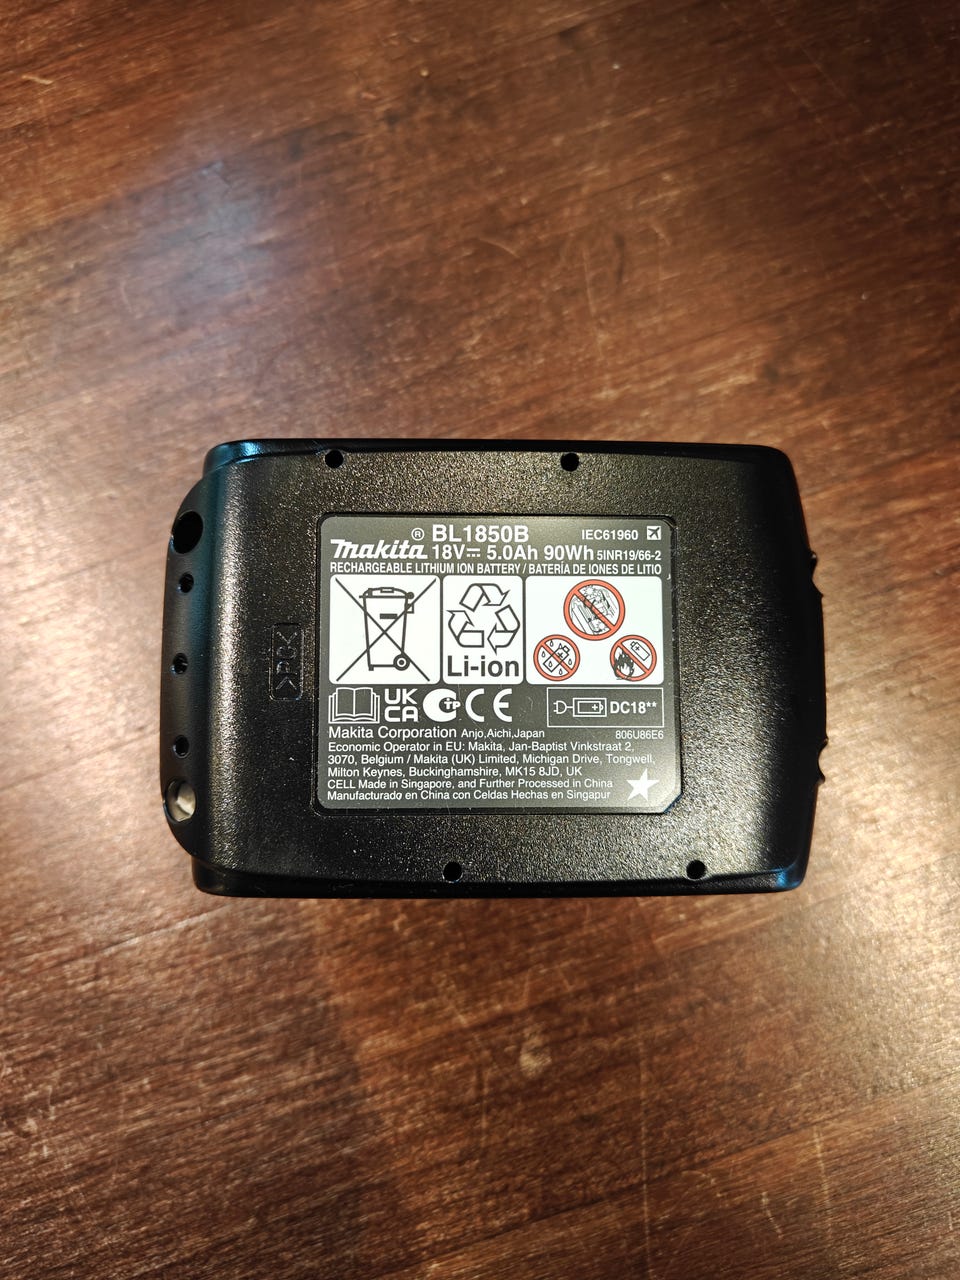 ® BL1850B IEC61960
makita 18V 5.0Ah 90Wh 5INR19/66-2
RECHARGEABLE LITHIUM ION BATTERY / BATERÍA DE IONES DE LITIO
Li-ion
UK
CA
CE
DC18**
Makita Corporation Anjo,Aichi,Japan 806U86E6
Economic Operator in EU: Makita, Jan-Baptist Vinkstraat 2,
3070, Belgium / Makita (UK) Limited, Michigan Drive, Tongwell,
Milton Keynes, Buckinghamshire, MK15 8JD, UK
CELL Made in Singapore, and Further Processed in China
Manufacturado en China con Celdas Hechas en Singapur
>PC<